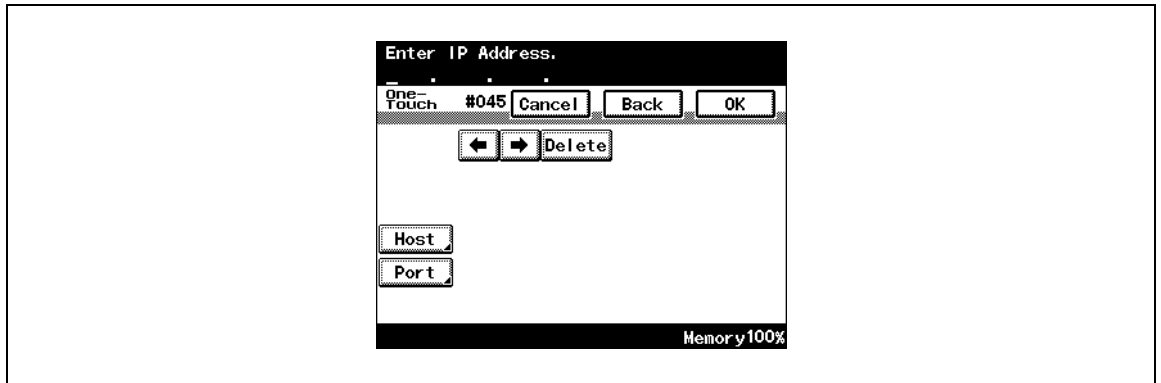 Enter IP Address.
_ . . .
One-Touch #045 Cancel Back OK
← → Delete
Host
Port
Memory100%